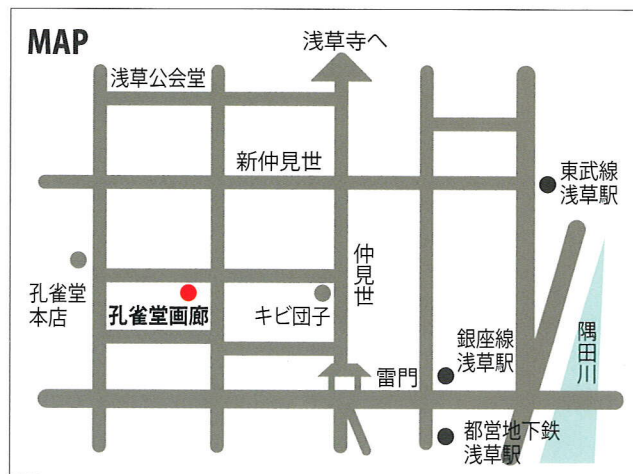 MAP
浅草寺へ
浅草公会堂
新仲見世
東武線
浅草駅
仲見世
孔雀堂
本店
孔雀堂画廊
キビ団子
銀座線
浅草駅
隅田川
雷門
都営地下鉄
浅草駅